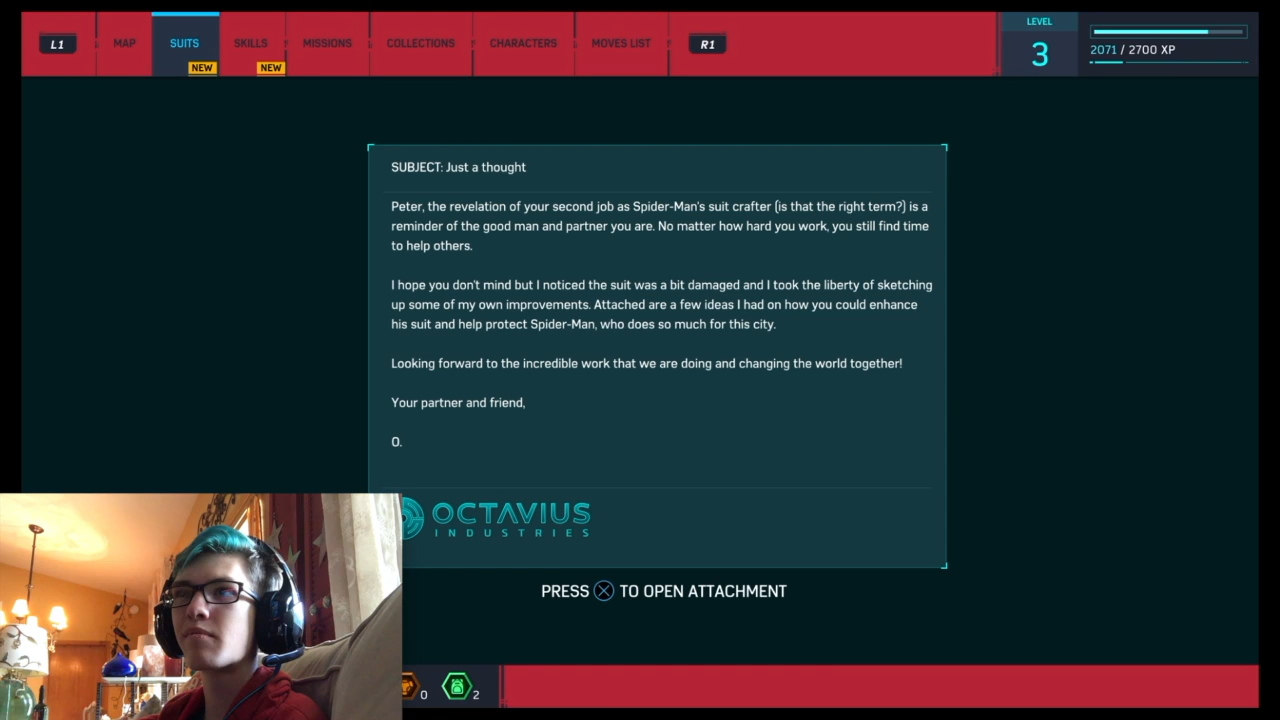 L1
MAP
SUITS
SKILLS
MISSIONS
COLLECTIONS
CHARACTERS
MOVES LIST
R1
NEW
NEW
LEVEL
3
2071 / 2700 XP
SUBJECT: Just a thought
Peter, the revelation of your second job as Spider-Man's suit crafter (is that the right term?) is a
reminder of the good man and partner you are. No matter how hard you work, you still find time
to help others.
I hope you don't mind but I noticed the suit was a bit damaged and I took the liberty of sketching
up some of my own improvements. Attached are a few ideas I had on how you could enhance
his suit and help protect Spider-Man, who does so much for this city.
Looking forward to the incredible work that we are doing and changing the world together!
Your partner and friend,
O.
OCTAVIUS
INDUSTRIES
PRESS TO OPEN ATTACHMENT
0
2